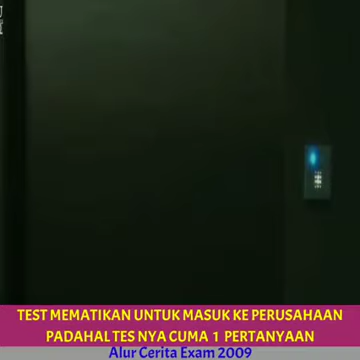 TEST MEMATIKAN UNTUK MASUK KE PERUSAHAAN
PADAHAL TES NYA CUMA 1 PERTANYAAN
Alur Cerita Exam 2009